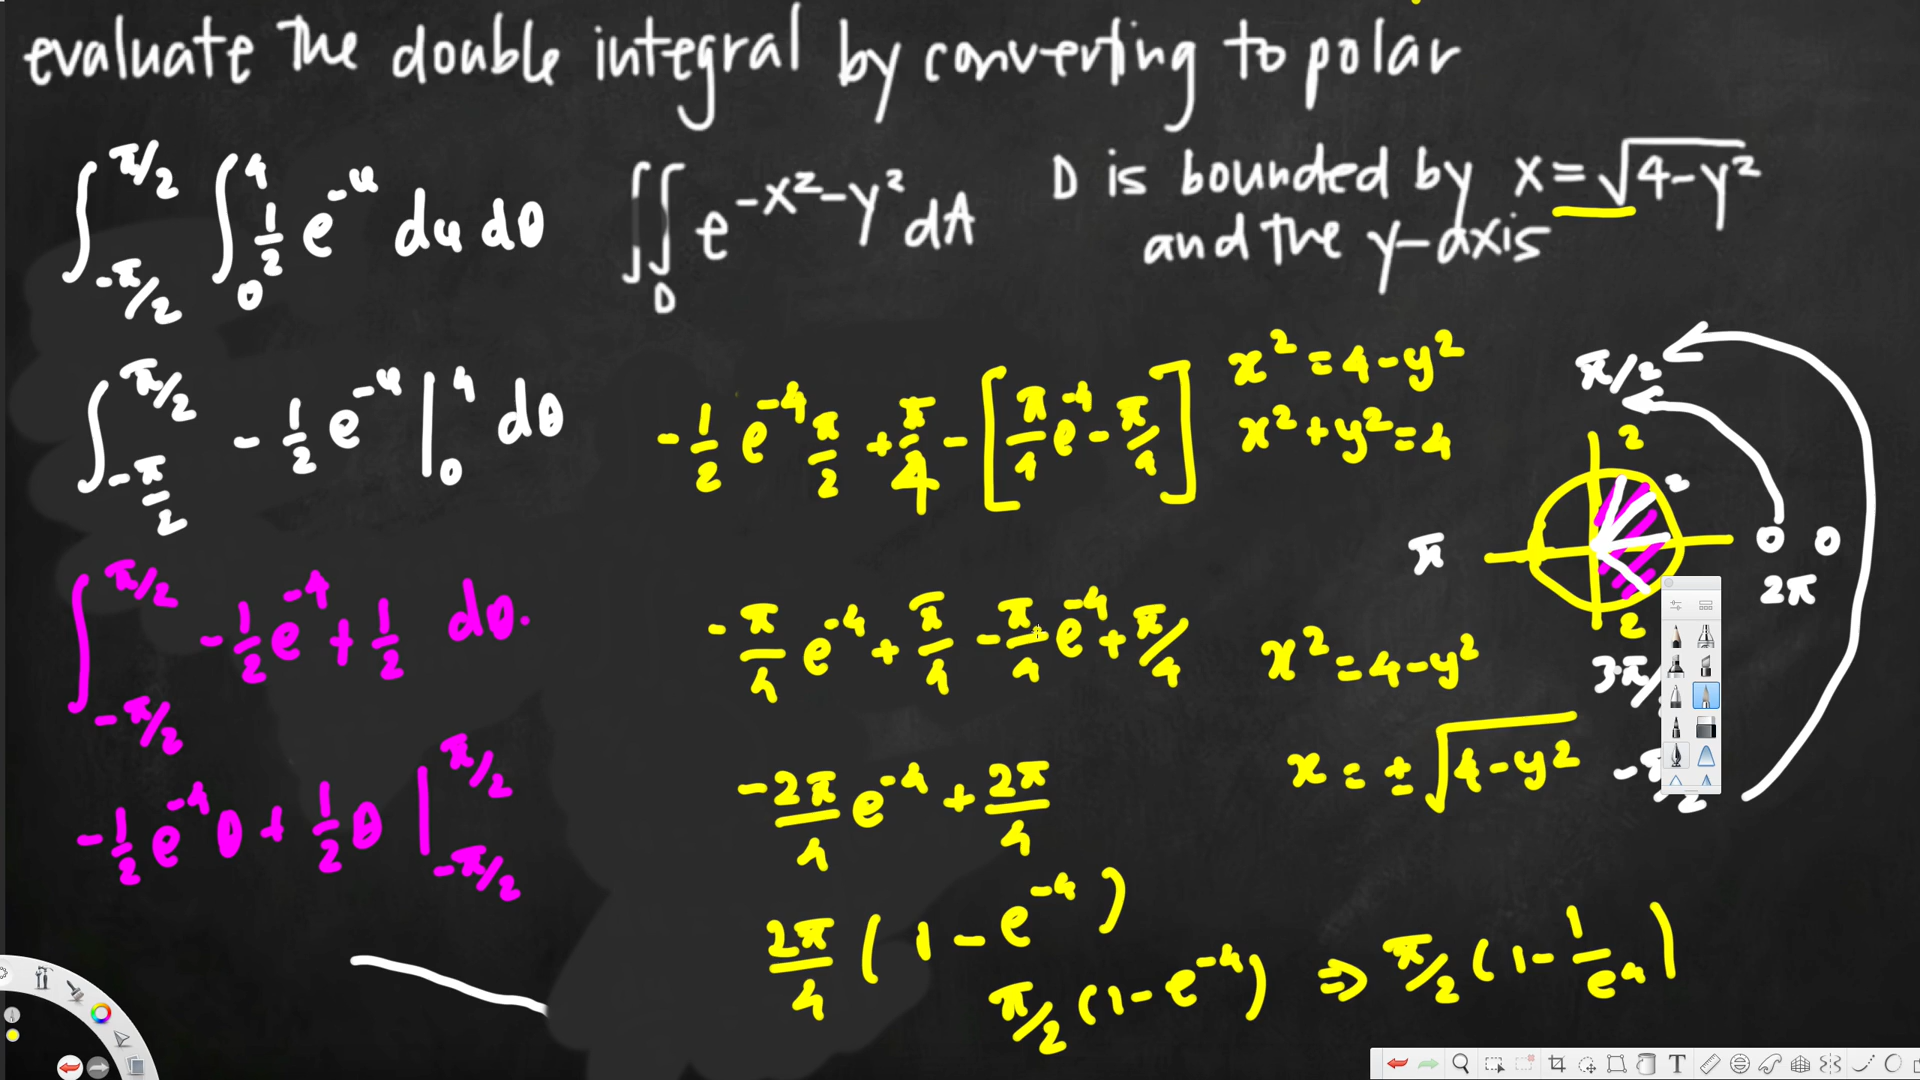 evaluate the double integral by converting to polar
∫_{-π/2}^{π/2} ∫_0^4 1/2 e^{-u} du dθ
∬_D e^{-x²-y²} dA
D is bounded by x = √(4-y²)
and the y-axis
∫_{-π/2}^{π/2} -1/2 e^{-u} |_0^4 dθ
∫_{-π/2}^{π/2} -1/2 e^{-4} + 1/2 dθ.
-1/2 e^{-4} θ + 1/2 θ |_{-π/2}^{π/2}
-1/2 e^{-4} π/2 + π/4 - [π/4 e^{-4} - π/4]
-π/4 e^{-4} + π/4 - π/4 e^{-4} + π/4
-2π/4 e^{-4} + 2π/4
2π/4 (1 - e^{-4})
π/2 (1 - e^{-4}) ⇒ π/2 (1 - 1/e^4)
x² = 4-y²
x²+y² = 4
x² = 4-y²
x = ±√(4-y²)
π/2
2
2
π
0 0
2π
2
3π/